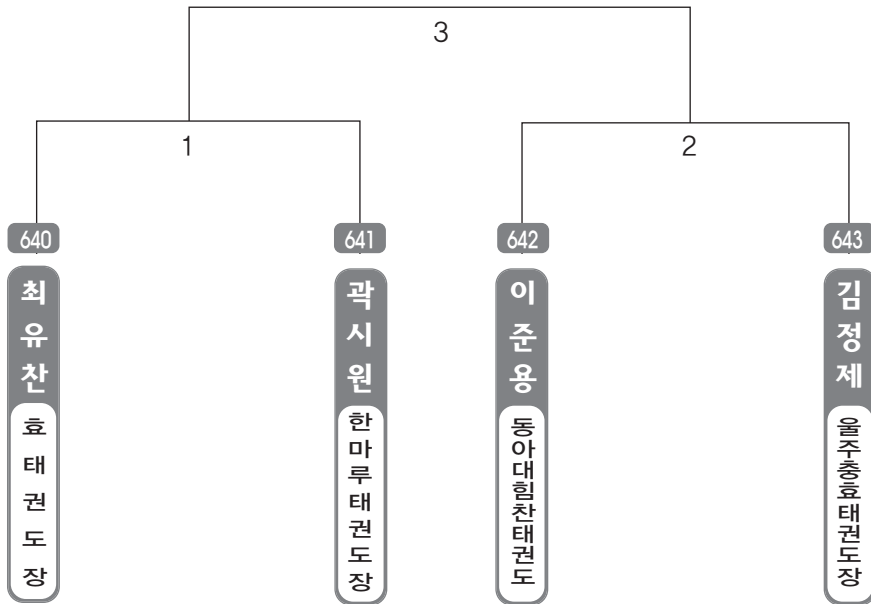 3
1
2
640
641
642
643
최유찬
곽시원
이준용
김정제
효태권도장
한마루태권도장
동아대힘찬태권도
울주충효태권도장